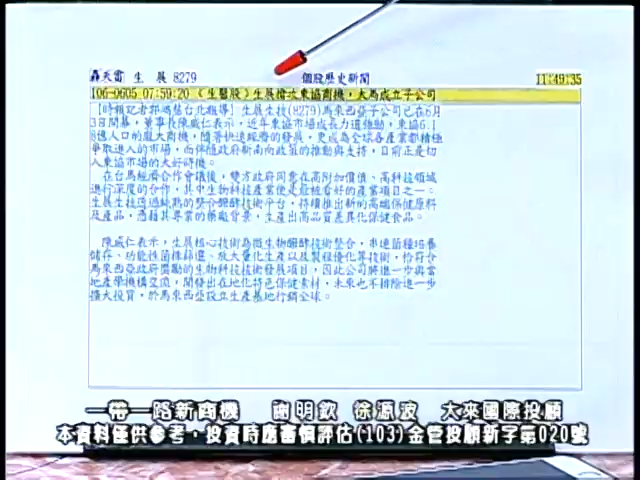 轟天雷 生 展 8279 個股歷史新聞 11:49:35
106-0605 07:59:20 《生醫股》生展搶攻東協商機,大馬成立子公司
【時報記者郭鴻慧台北報導】生展生技(8279)馬來西亞子公司已在6月
3日開幕,董事長陳威仁表示,近年東協市場成長力道強勁,東協6.1
8億人口的龐大商機,隨著快速經濟的發展,更成為全球各產業都積極
爭取進入的市場,而伴隨政府新南向政策的推動與支持,目前正是切
入東協市場的大好時機。
在台馬經濟合作會議後,雙方政府同意在高附加價值、高科技領域
進行深度的合作,其中生物科技產業便是最被看好的產業項目之一。
生展生技透過純熟的整合醱酵技術平台,持續推出新的高端保健原料
及產品,憑藉其專業的藥廠背景,生產出高品質差異化保健食品。
陳威仁表示,生展核心技術為微生物醱酵技術整合,串連菌種培養
儲存、功能性菌株篩選、放大量化生產以及製程優化等技術,恰符合
馬來西亞政府獎勵的生物科技技術發展項目,因此公司將進一步與當
地產學機構交流,開發出在地化特色保健素材,未來也不排除進一步
擴大投資,於馬來西亞設立生產基地行銷全球。
一帶一路新商機 謝明欽 徐源波 大來國際投顧
本資料僅供參考,投資時應審慎評估(103)金管投顧新字第020號